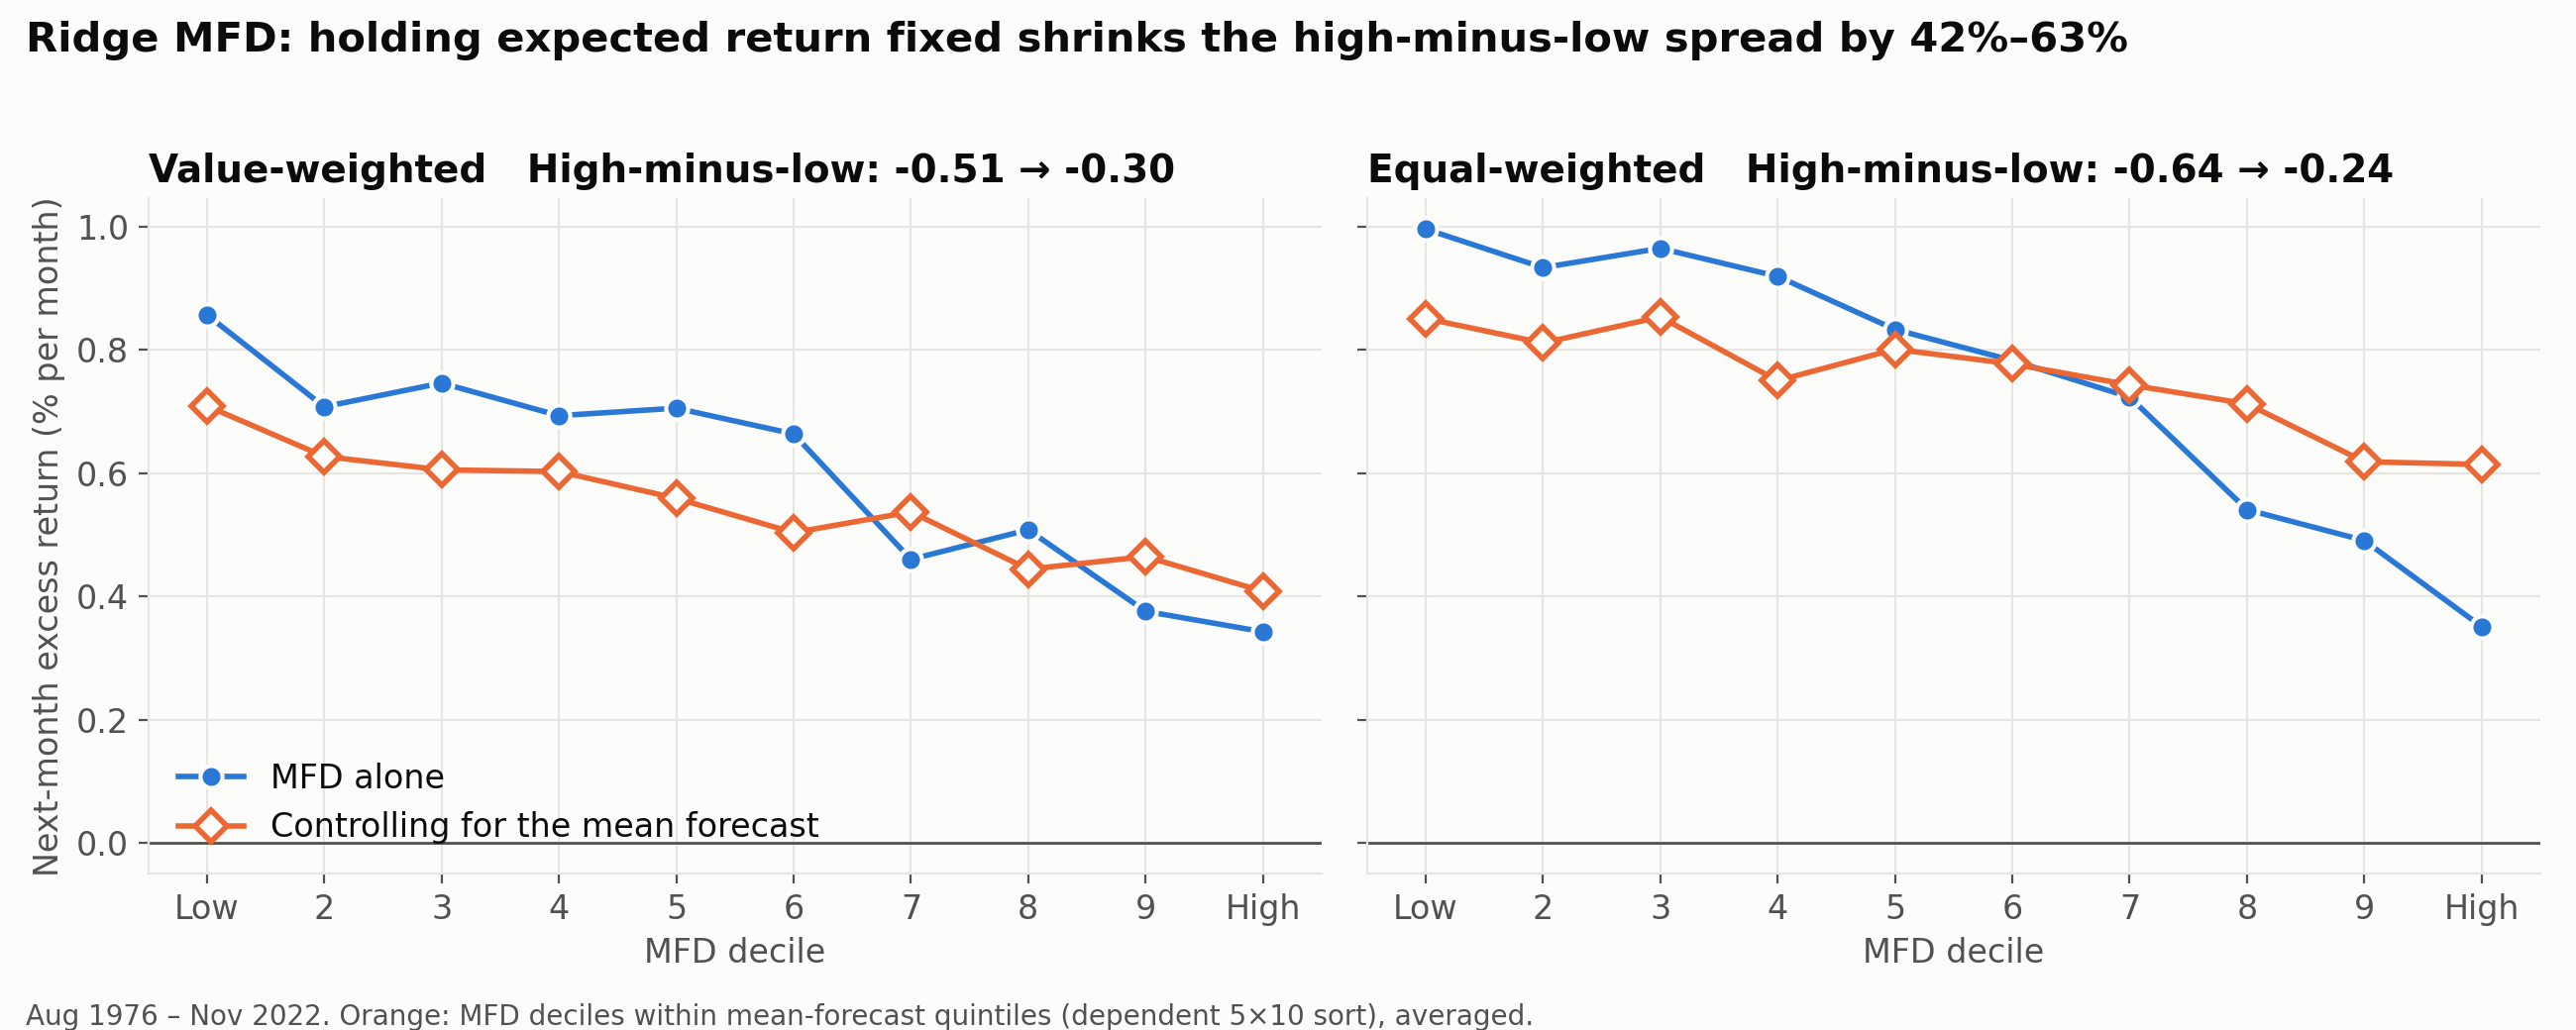 Ridge MFD: holding expected return fixed shrinks the high-minus-low spread by 42%–63%
Value-weighted High-minus-low: -0.51 → -0.30
Equal-weighted High-minus-low: -0.64 → -0.24
Next-month excess return (% per month)
1.0
0.8
0.6
0.4
0.2
0.0
MFD alone
Controlling for the mean forecast
Low 2 3 4 5 6 7 8 9 High
MFD decile
Low 2 3 4 5 6 7 8 9 High
MFD decile
Aug 1976 – Nov 2022. Orange: MFD deciles within mean-forecast quintiles (dependent 5×10 sort), averaged.